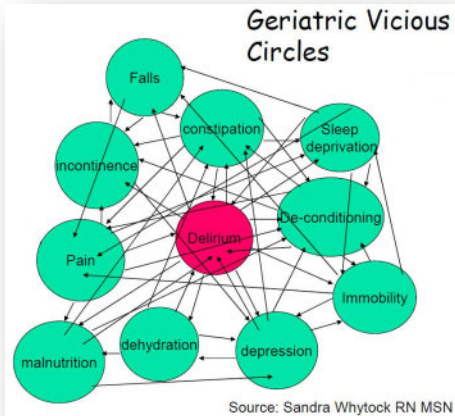 Geriatric Vicious
Circles
Falls
constipation
Sleep
deprivation
incontinence
De-conditioning
Delirium
Pain
Immobility
dehydration
depression
malnutrition
Source: Sandra Whytock RN MSN